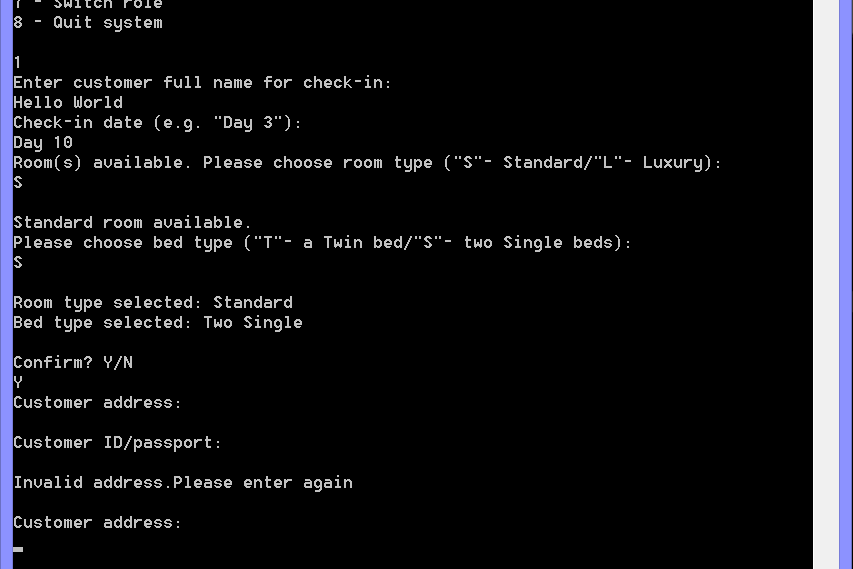 7 - Switch role
8 - Quit system
1
Enter customer full name for check-in:
Hello World
Check-in date (e.g. "Day 3"):
Day 10
Room(s) available. Please choose room type ("S"- Standard/"L"- Luxury):
S
Standard room available.
Please choose bed type ("T"- a Twin bed/"S"- two Single beds):
S
Room type selected: Standard
Bed type selected: Two Single
Confirm? Y/N
Y
Customer address:
Customer ID/passport:
Invalid address.Please enter again
Customer address: